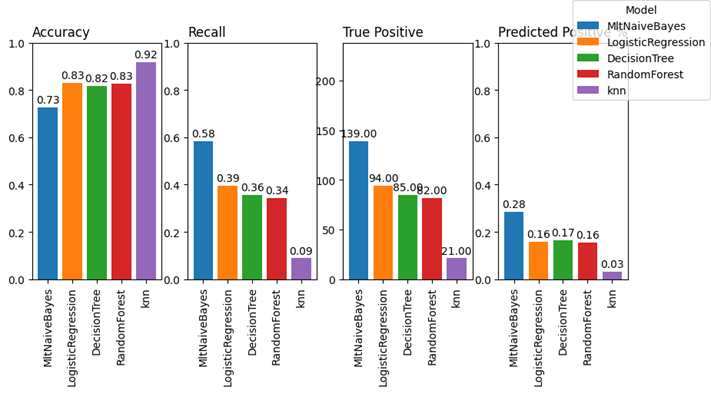 Model
MltNaiveBayes
LogisticRegression
DecisionTree
RandomForest
knn
Accuracy
1.0
0.8
0.6
0.4
0.2
0.0
0.73
0.83
0.82
0.83
0.92
MltNaiveBayes
LogisticRegression
DecisionTree
RandomForest
knn
Recall
1.0
0.8
0.6
0.4
0.2
0.0
0.58
0.39
0.36
0.34
0.09
MltNaiveBayes
LogisticRegression
DecisionTree
RandomForest
knn
True Positive
200
150
100
50
0
139.00
94.00
85.00
82.00
21.00
MltNaiveBayes
LogisticRegression
DecisionTree
RandomForest
knn
Predicted Positive %
1.0
0.8
0.6
0.4
0.2
0.0
0.28
0.16
0.17
0.16
0.03
MltNaiveBayes
LogisticRegression
DecisionTree
RandomForest
knn